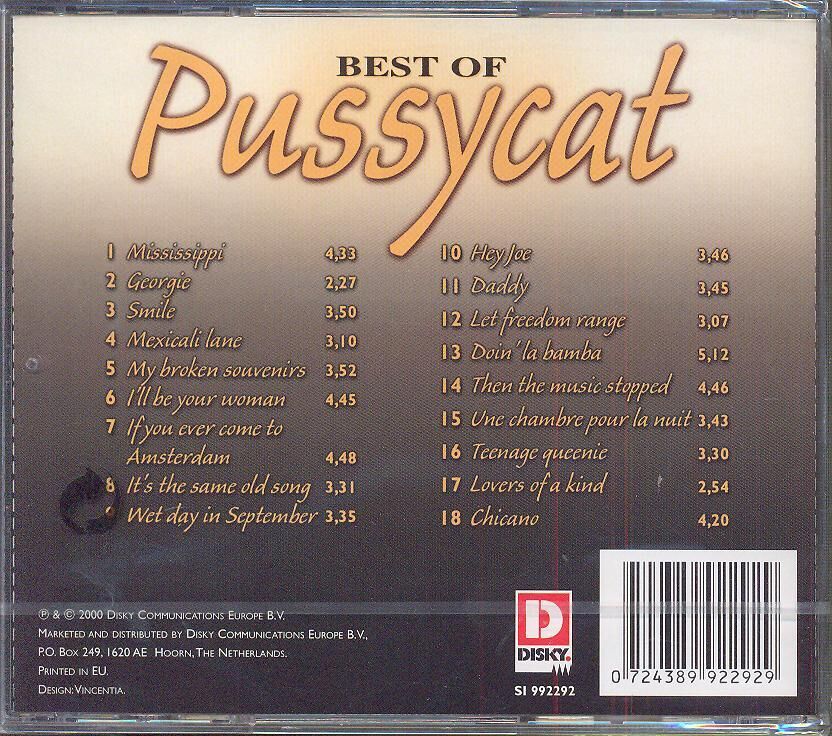 BEST OF
Pussycat
1 Mississippi 4,33
2 Georgie 2,27
3 Smile 3,50
4 Mexicali lane 3,10
5 My broken souvenirs 3,52
6 I'll be your woman 4,45
7 If you ever come to
Amsterdam 4,48
8 It's the same old song 3,31
9 Wet day in September 3,35
10 Hey Joe 3,46
11 Daddy 3,45
12 Let freedom range 3,07
13 Doin' la bamba 5,12
14 Then the music stopped 4,46
15 Une chambre pour la nuit 3,43
16 Teenage queenie 3,30
17 Lovers of a kind 2,54
18 Chicano 4,20
℗ & © 2000 DISKY COMMUNICATIONS EUROPE B.V.
MARKETED AND DISTRIBUTED BY DISKY COMMUNICATIONS EUROPE B.V.,
P.O. BOX 249, 1620 AE HOORN, THE NETHERLANDS.
PRINTED IN EU.
DESIGN: VINCENTIA.
D
DISKY.
SI 992292
0 724389 922929